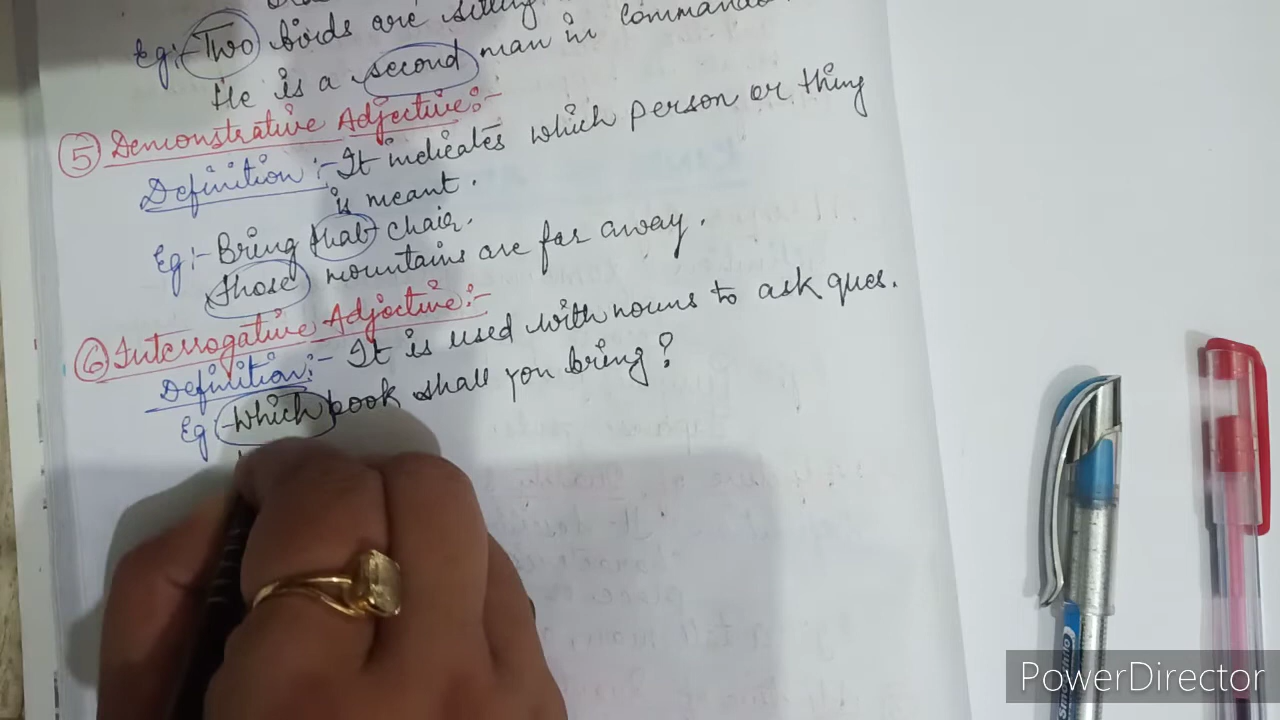 Eg:- Two birds are sitting
He is a second man in command
⑤ Demonstrative Adjective:-
Definition :- It indicates which person or thing
is meant.
Eg:- Bring that chair.
those mountains are far away.
⑥ Interrogative Adjective:-
Definition:- It is used with nouns to ask ques.
Eg:- which book shall you bring?
PowerDirector